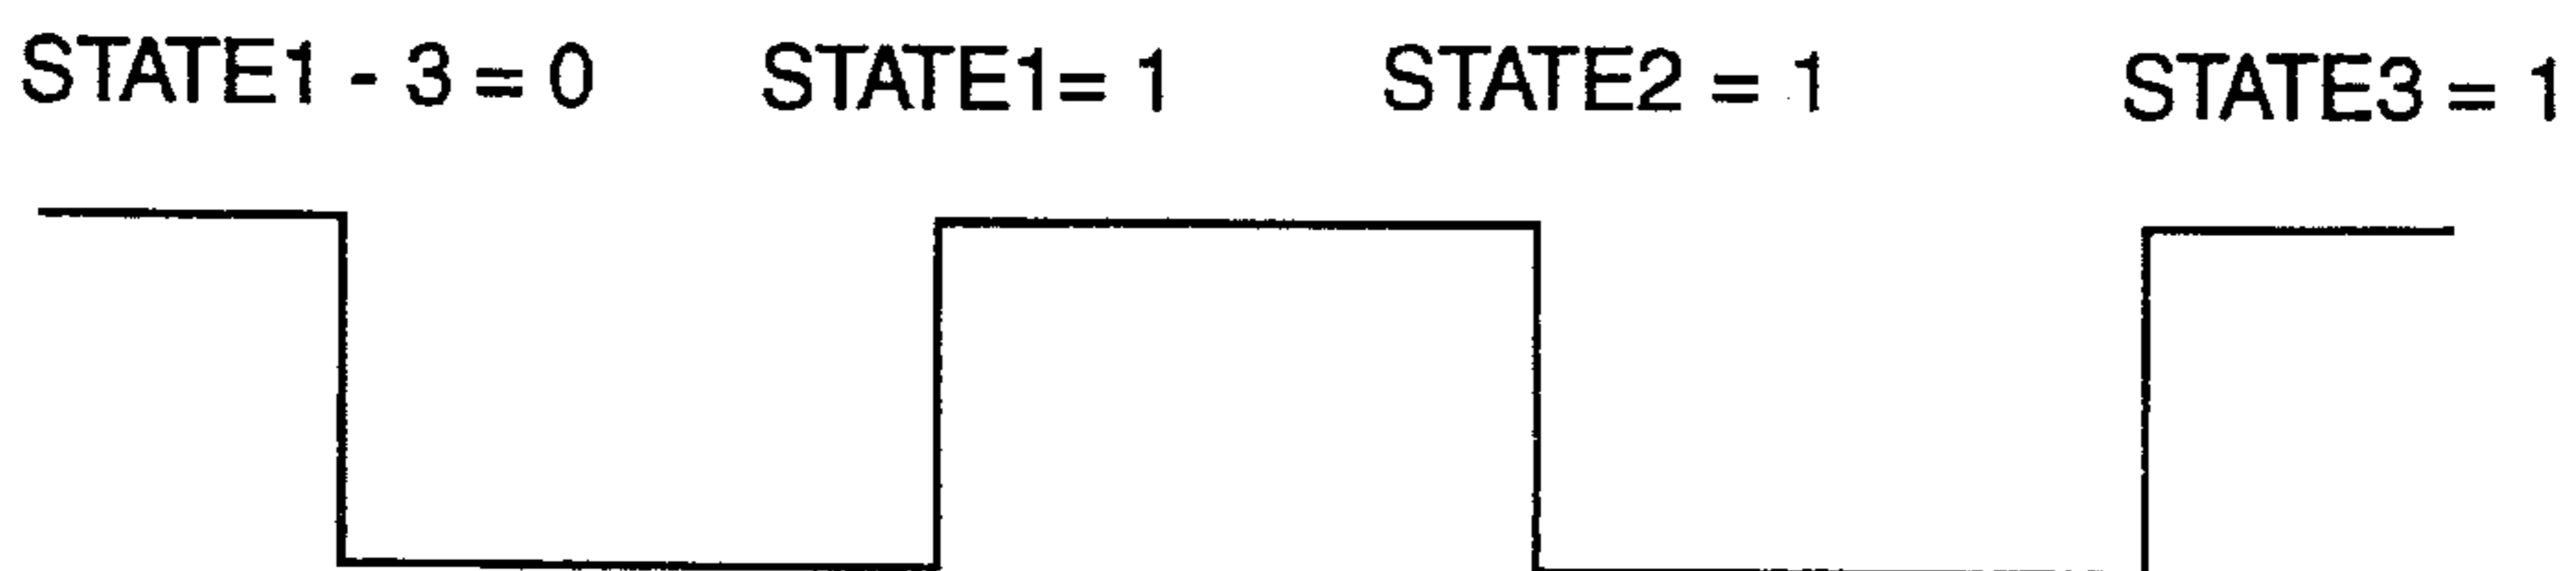 STATE1 - 3 = 0 STATE1= 1 STATE2 = 1 STATE3 = 1